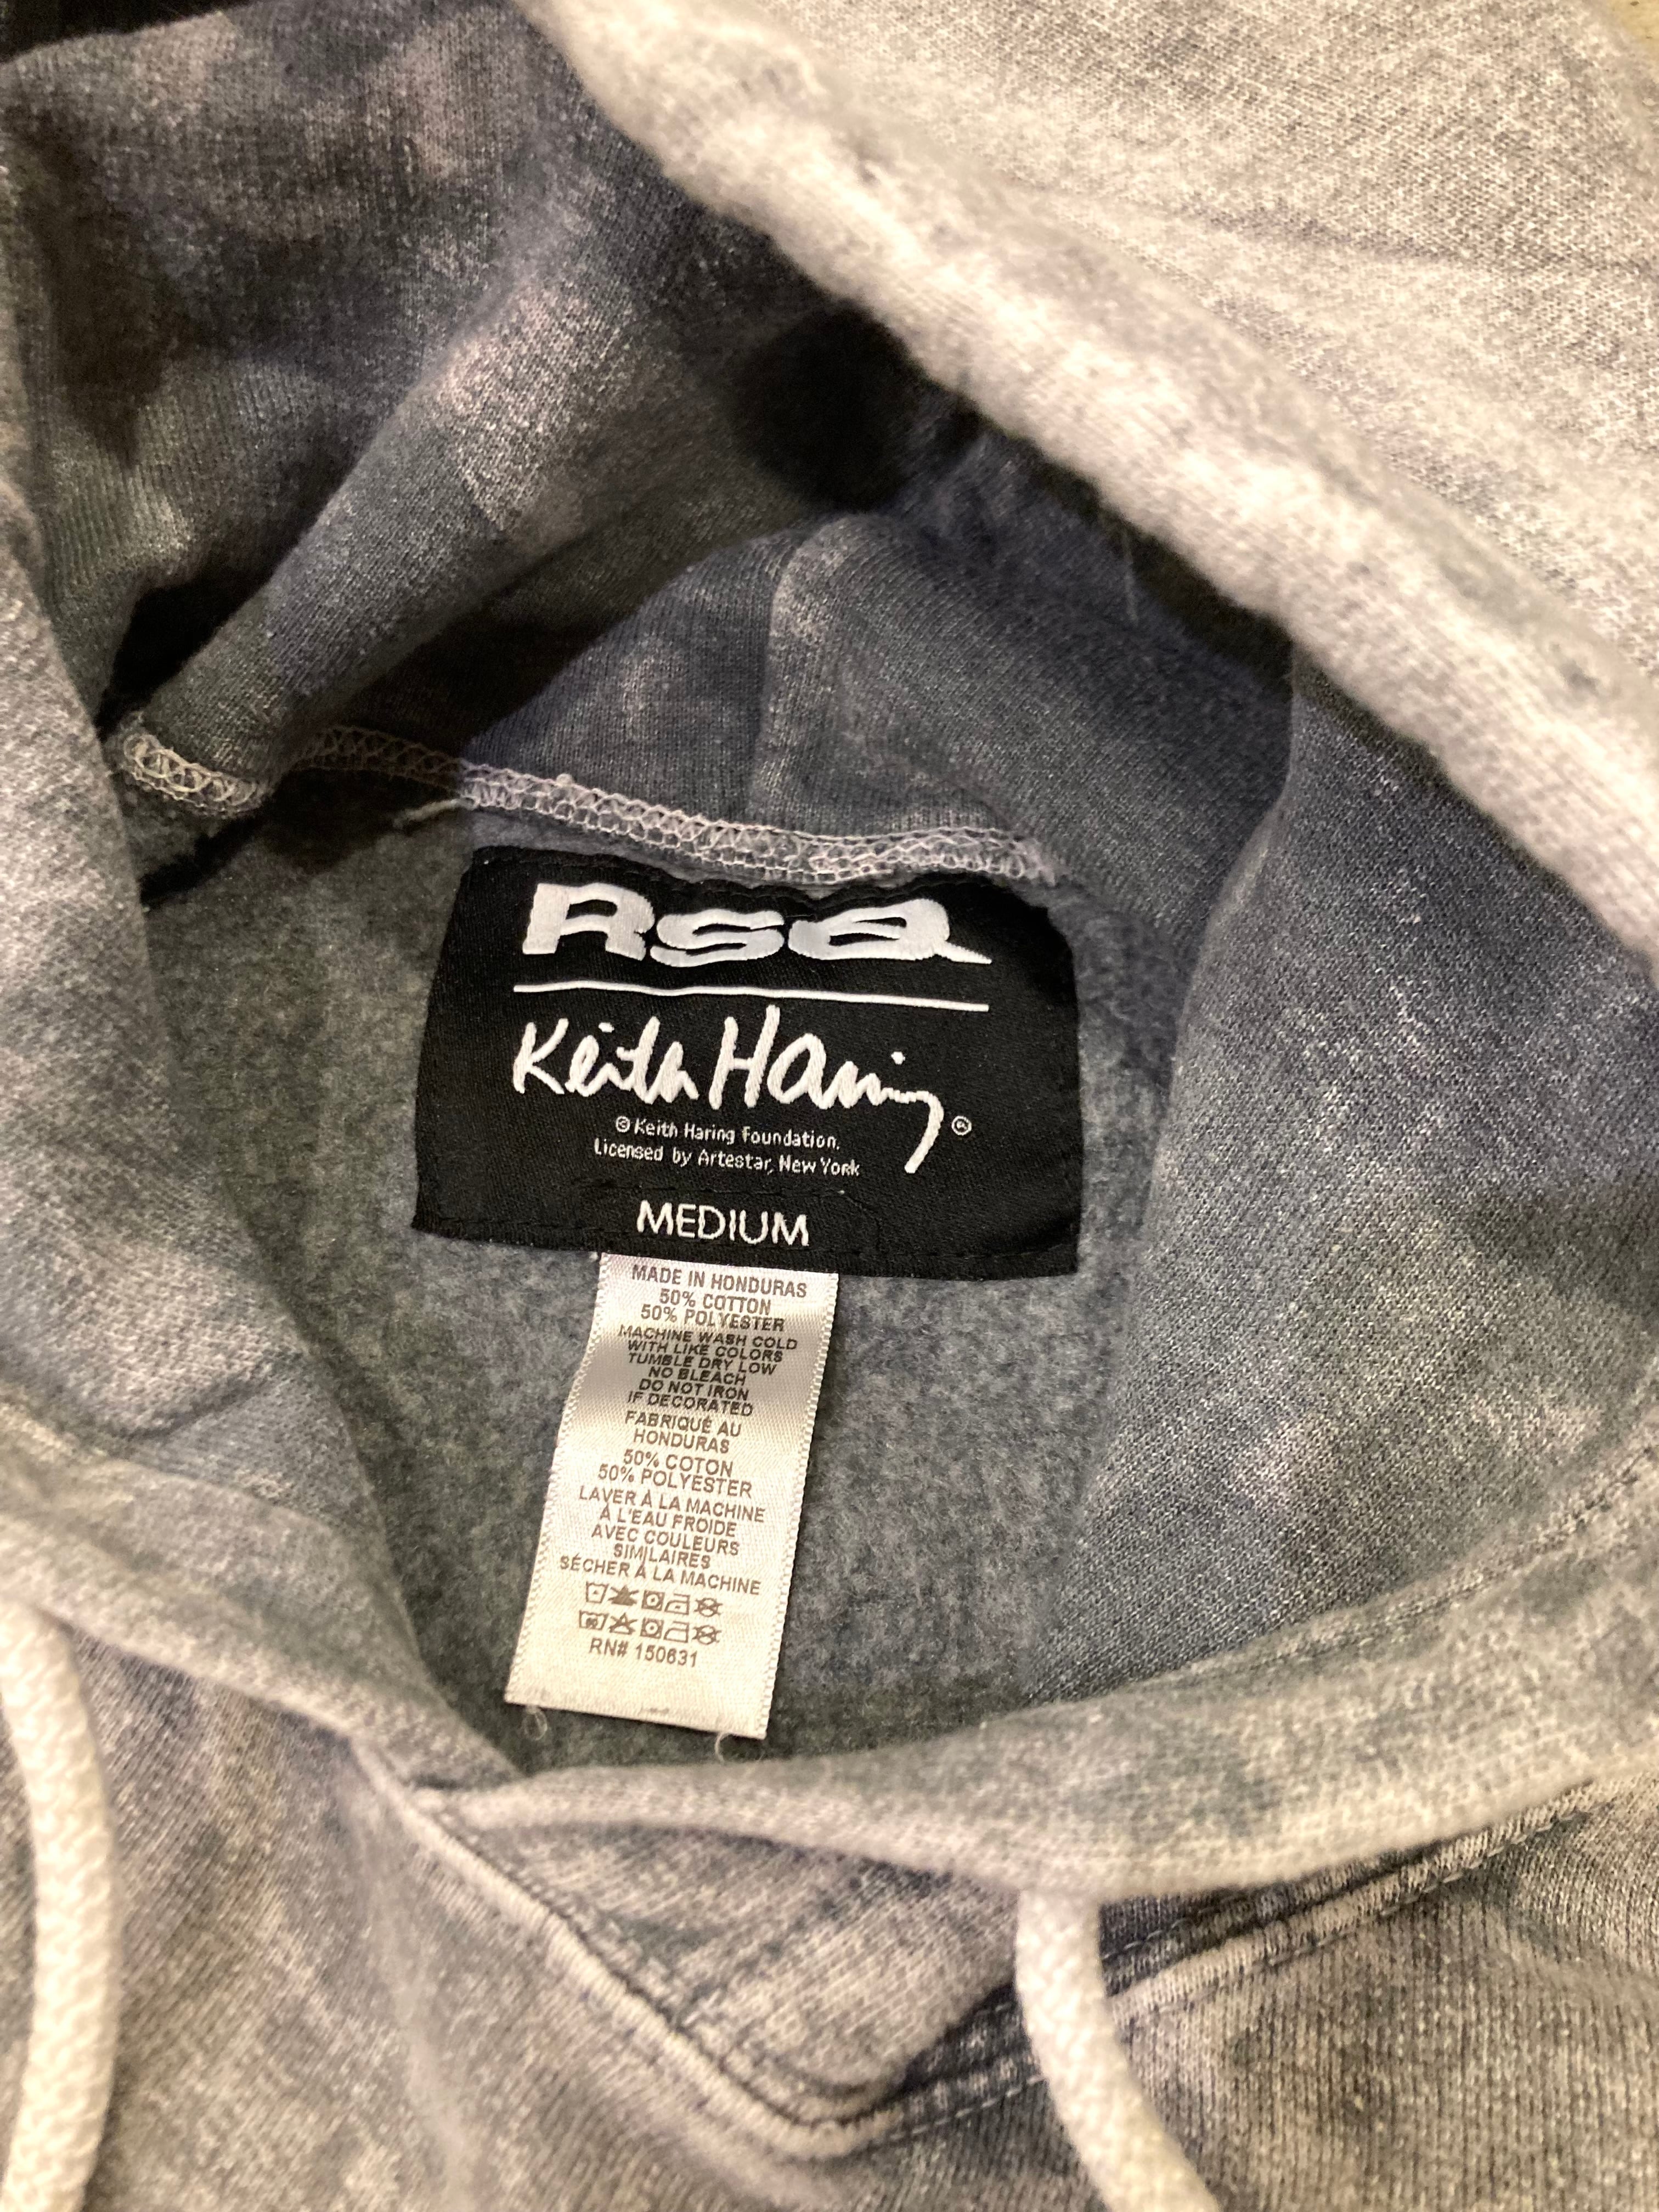 RSQ
Keith Haring ®
© Keith Haring Foundation.
Licensed by Artestar, New York
MEDIUM
MADE IN HONDURAS
50% COTTON
50% POLYESTER
MACHINE WASH COLD
WITH LIKE COLORS
TUMBLE DRY LOW
NO BLEACH
DO NOT IRON
IF DECORATED
FABRIQUÉ AU
HONDURAS
50% COTON
50% POLYESTER
LAVER À LA MACHINE
À L'EAU FROIDE
AVEC COULEURS
SIMILAIRES
SÉCHER À LA MACHINE
RN# 150631